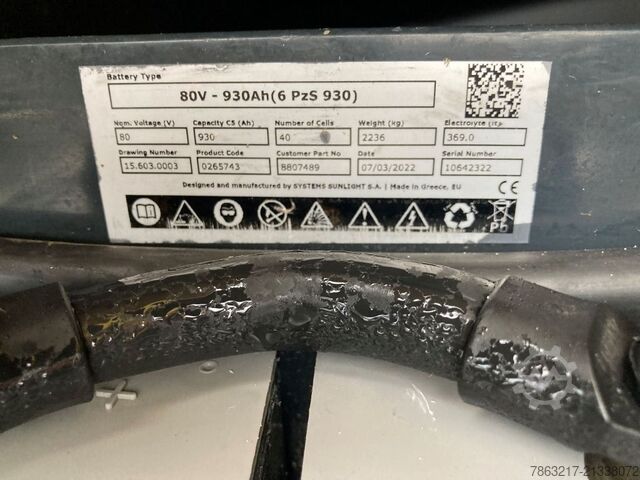 Battery Type
80V - 930Ah(6 PzS 930)
Nom. Voltage (V) Capacity C5 (Ah) Number of Cells Weight (kg) Electrolyte (lt)
80 930 40 2236 369.0
Drawing Number Product Number Customer Part No Date Serial Number
15.603.0003 0265743 8807489 07/03/2022 10642322
Designed and manufactured by SYSTEMS SUNLIGHT S.A. | Made in Greece, EU CE
Pb
7863217-21338072